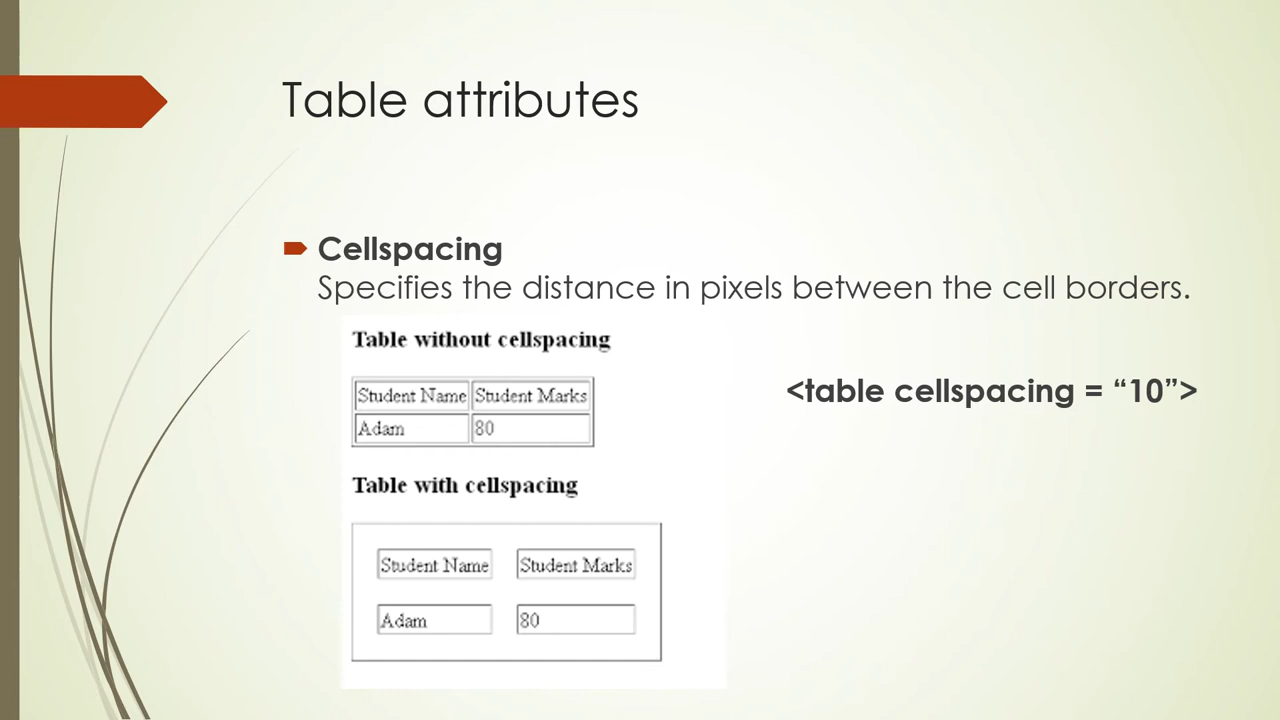 Table attributes
Cellspacing
Specifies the distance in pixels between the cell borders.
Table without cellspacing
Student Name Student Marks
Adam 80
<table cellspacing = “10”>
Table with cellspacing
Student Name Student Marks
Adam 80